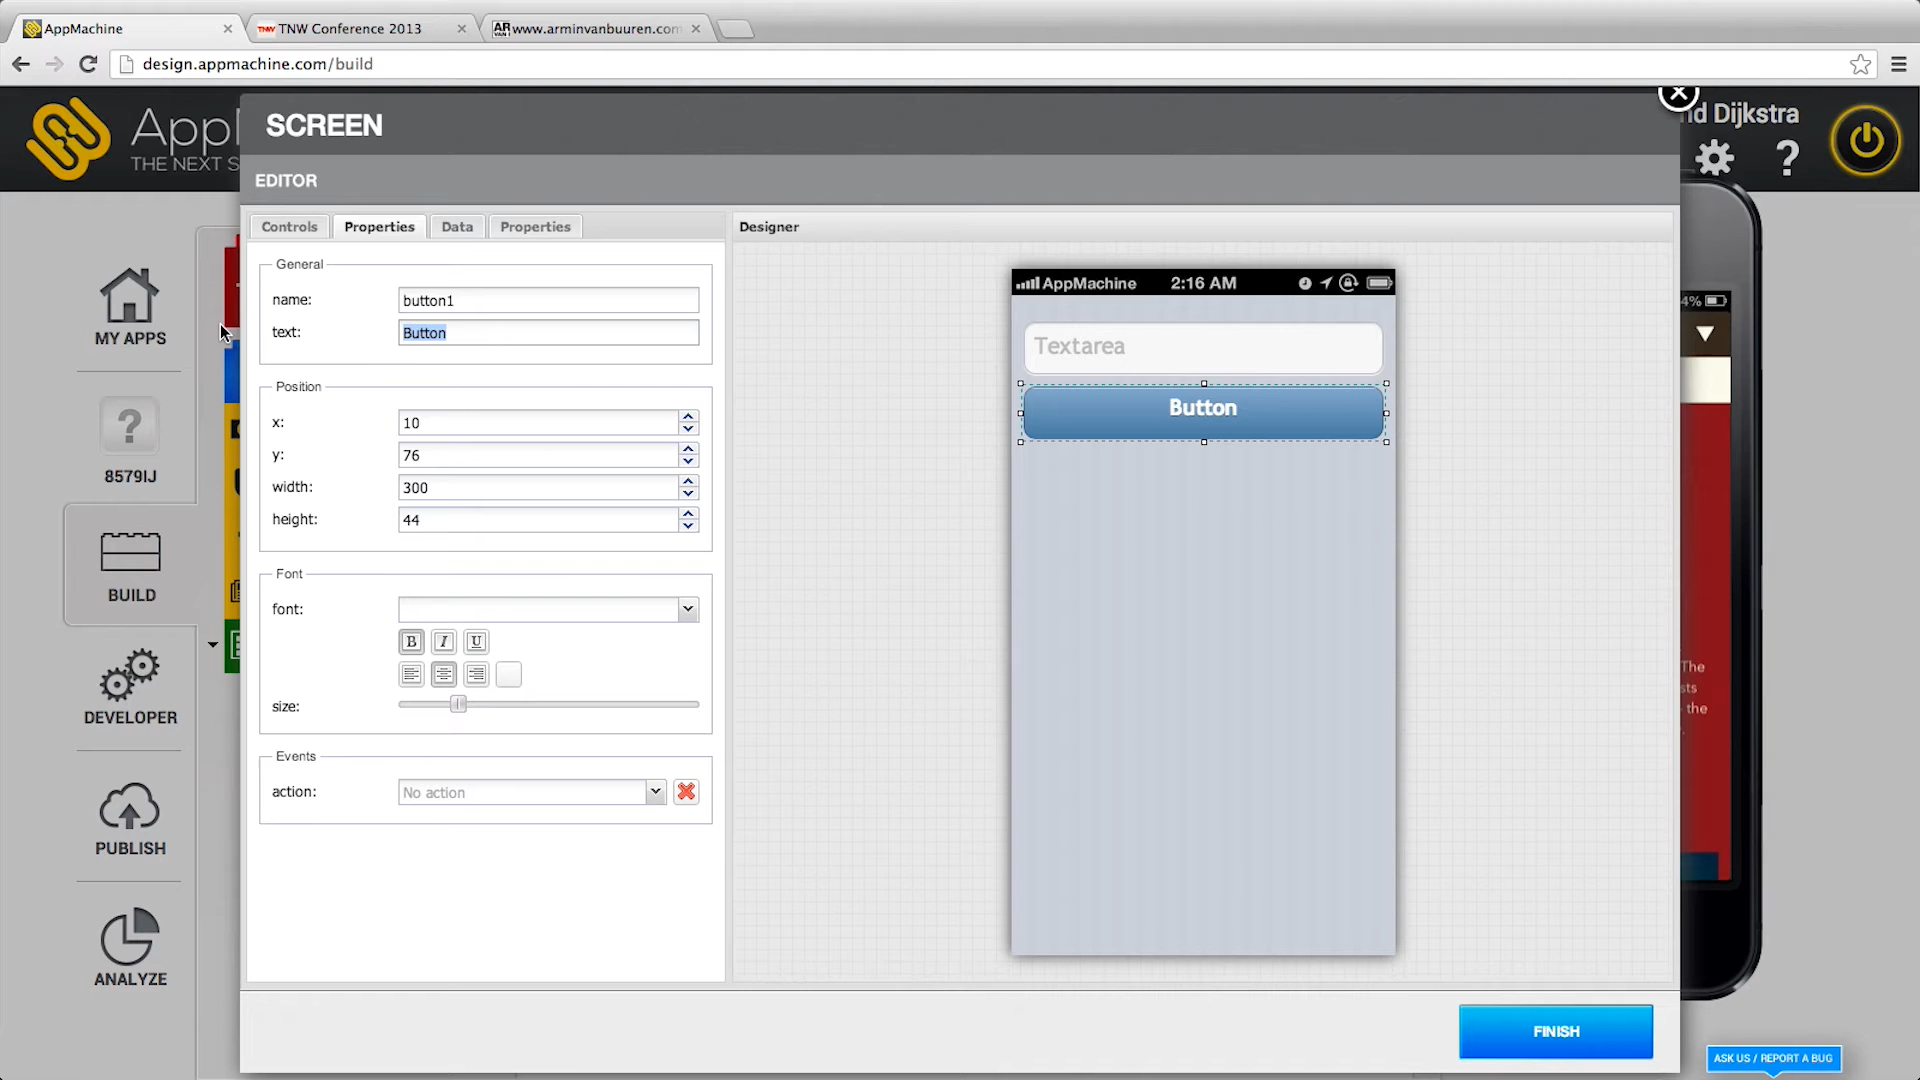 AppMachine
TNW Conference 2013
www.arminvanbuuren.com
design.appmachine.com/build
THE NEXT S
SCREEN
nd Dijkstra
?
EDITOR
Controls
Properties
Data
Properties
Designer
General
name:
button1
text:
Button
Position
x:
10
y:
76
width:
300
height:
44
Font
font:
B
I
U
size:
Events
action:
No action
AppMachine
2:16 AM
Textarea
Button
MY APPS
?
8579IJ
BUILD
DEVELOPER
PUBLISH
ANALYZE
4%
The
sts
the
FINISH
ASK US / REPORT A BUG